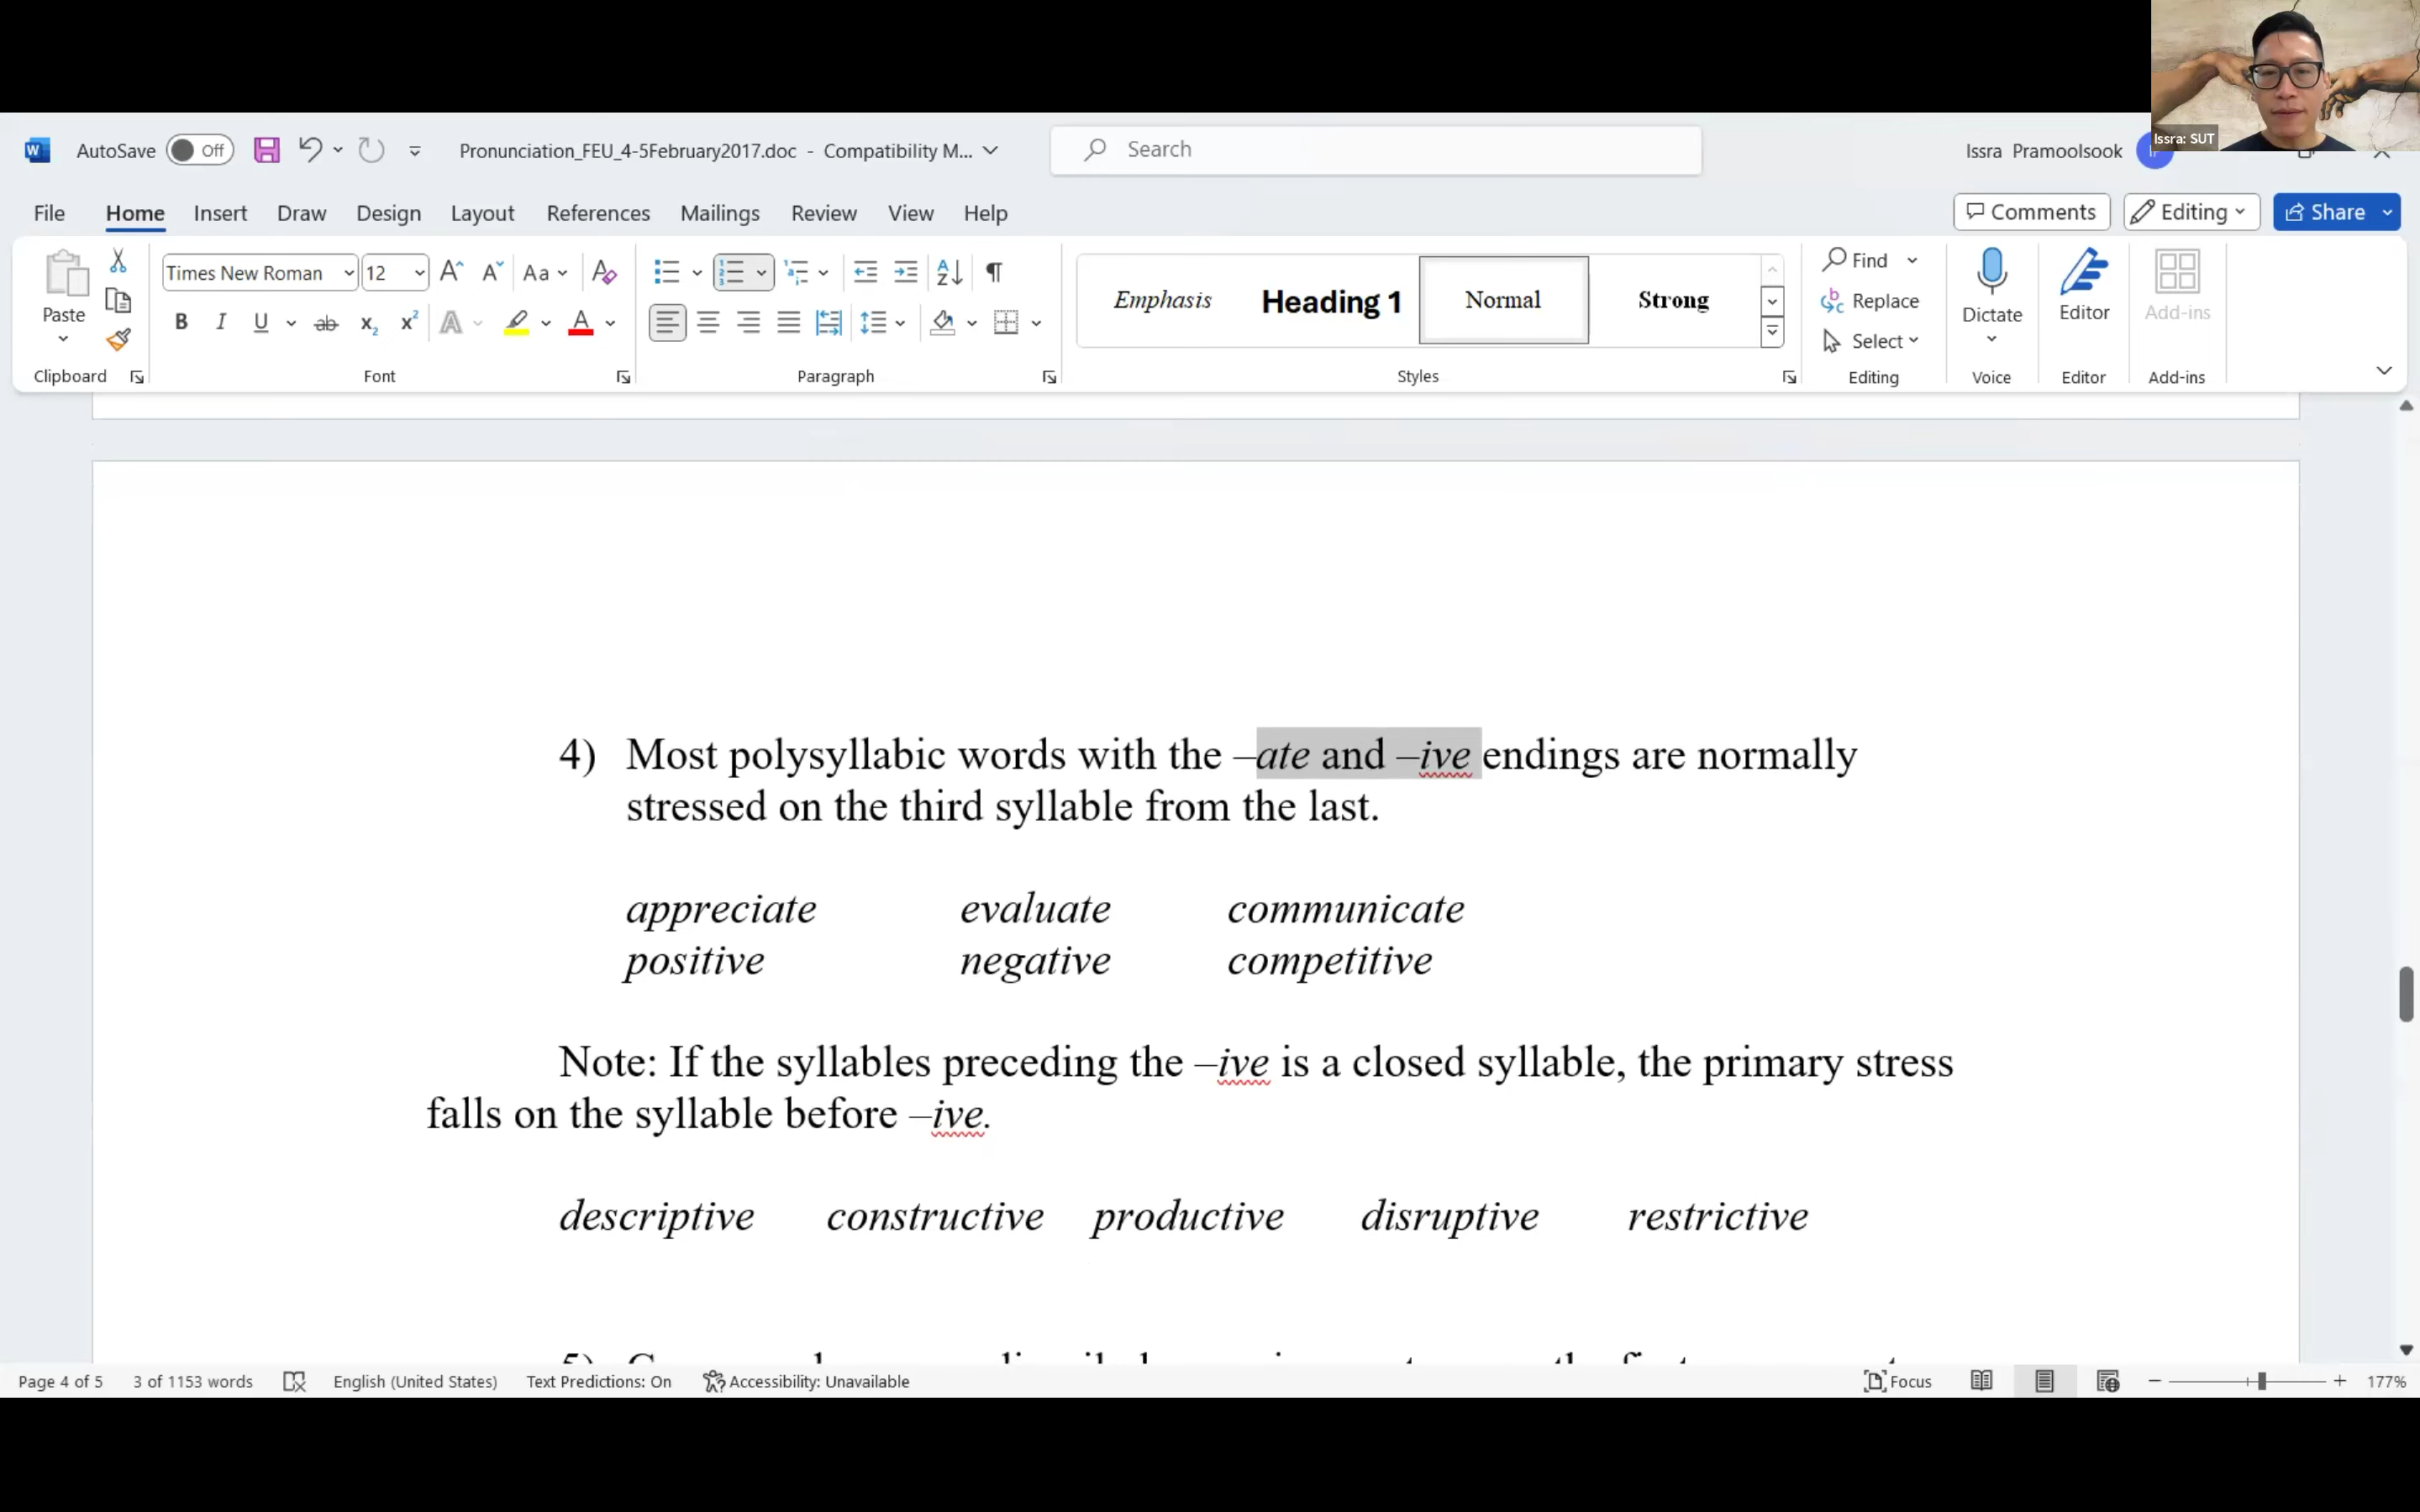 Issra: SUT
AutoSave Off Pronunciation_FEU_4-5February2017.doc - Compatibility M... Search Issra Pramoolsook
File Home Insert Draw Design Layout References Mailings Review View Help Comments Editing Share
Paste Times New Roman 12 Aa Emphasis Heading 1 Normal Strong Find Replace Select Dictate Editor Add-ins
Clipboard Font Paragraph Styles Editing Voice Editor Add-ins
4) Most polysyllabic words with the –ate and –ive endings are normally
stressed on the third syllable from the last.
appreciate evaluate communicate
positive negative competitive
Note: If the syllables preceding the –ive is a closed syllable, the primary stress
falls on the syllable before –ive.
descriptive constructive productive disruptive restrictive
Page 4 of 5 3 of 1153 words English (United States) Text Predictions: On Accessibility: Unavailable Focus 177%